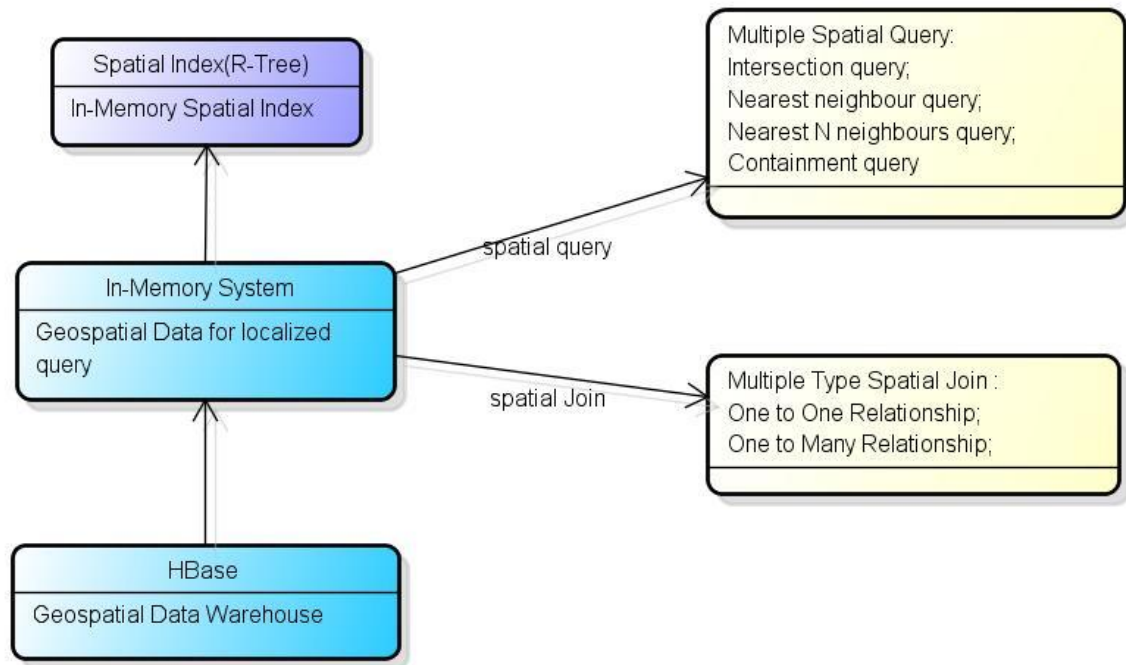 Spatial Index(R-Tree)
In-Memory Spatial Index
Multiple Spatial Query:
Intersection query;
Nearest neighbour query;
Nearest N neighbours query;
Containment query
spatial query
In-Memory System
Geospatial Data for localized
query
spatial Join
Multiple Type Spatial Join :
One to One Relationship;
One to Many Relationship;
HBase
Geospatial Data Warehouse